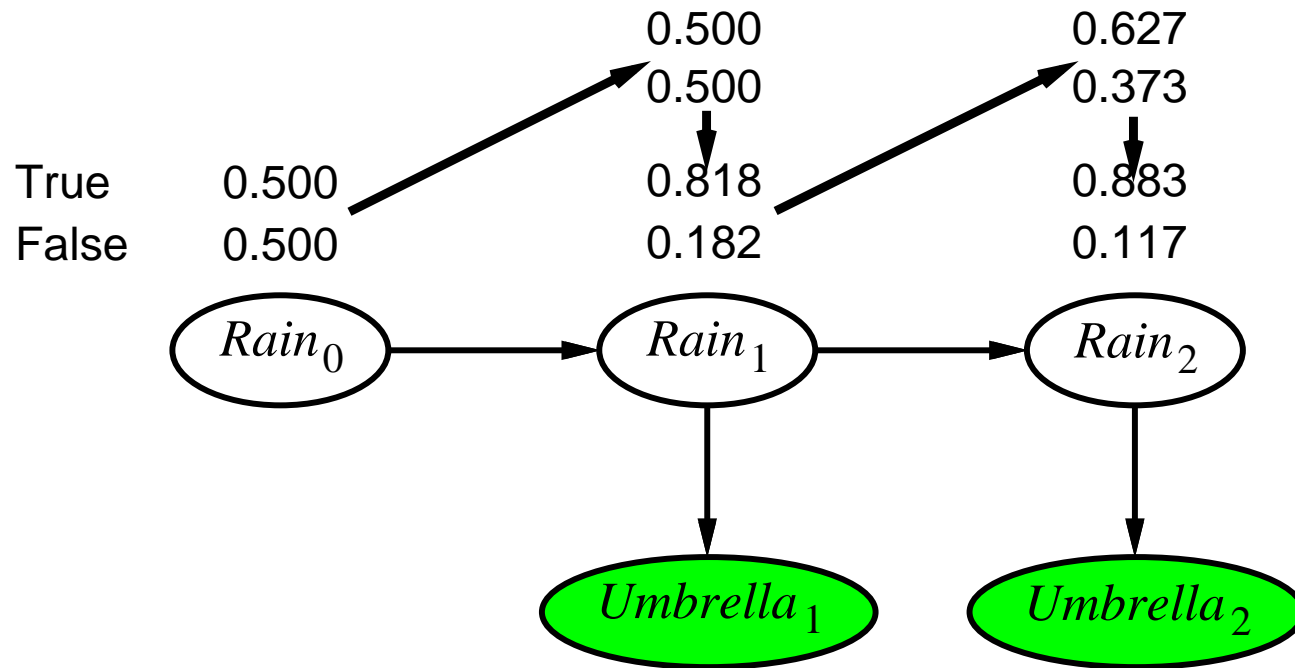 0.500 0.627
0.500 0.373
True 0.500 0.818 0.883
False 0.500 0.182 0.117
Rain0 Rain1 Rain2
Umbrella1 Umbrella2